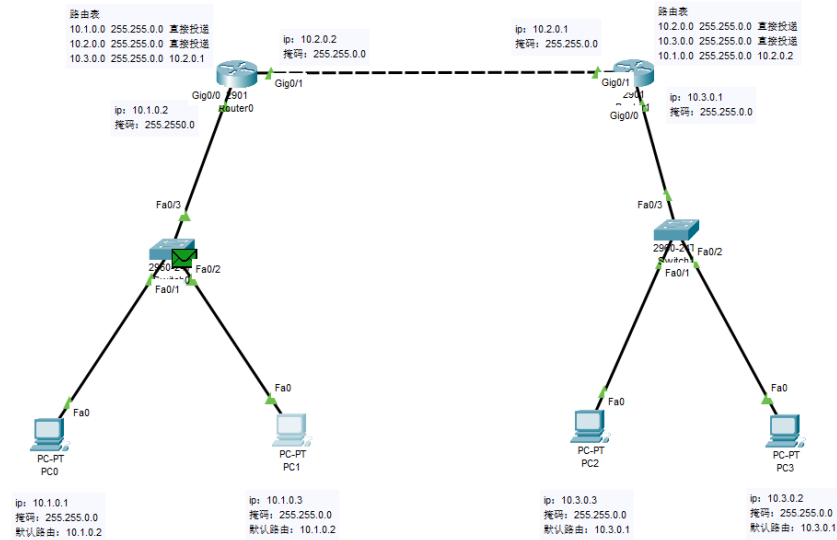 路由表
10.1.0.0 255.255.0.0 直接投递
10.2.0.0 255.255.0.0 直接投递
10.3.0.0 255.255.0.0 10.2.0.1
ip: 10.2.0.2
掩码: 255.255.0.0
ip: 10.2.0.1
掩码: 255.255.0.0
路由表
10.2.0.0 255.255.0.0 直接投递
10.3.0.0 255.255.0.0 直接投递
10.1.0.0 255.255.0.0 10.2.0.2
Gig0/1
Gig0/0
2901
Router0
ip: 10.1.0.2
掩码: 255.2550.0
Gig0/1
Gig0/0
ip: 10.3.0.1
掩码: 255.255.0.0
Fa0/3
Fa0/2
Fa0/1
Fa0/3
Fa0/2
Fa0/1
Fa0
PC-PT
PC0
Fa0
PC-PT
PC1
Fa0
PC-PT
PC2
Fa0
PC-PT
PC3
ip: 10.1.0.1
掩码: 255.255.0.0
默认路由: 10.1.0.2
ip: 10.1.0.3
掩码: 255.255.0.0
默认路由: 10.1.0.2
ip: 10.3.0.3
掩码: 255.255.0.0
默认路由: 10.3.0.1
ip: 10.3.0.2
掩码: 255.255.0.0
默认路由: 10.3.0.1